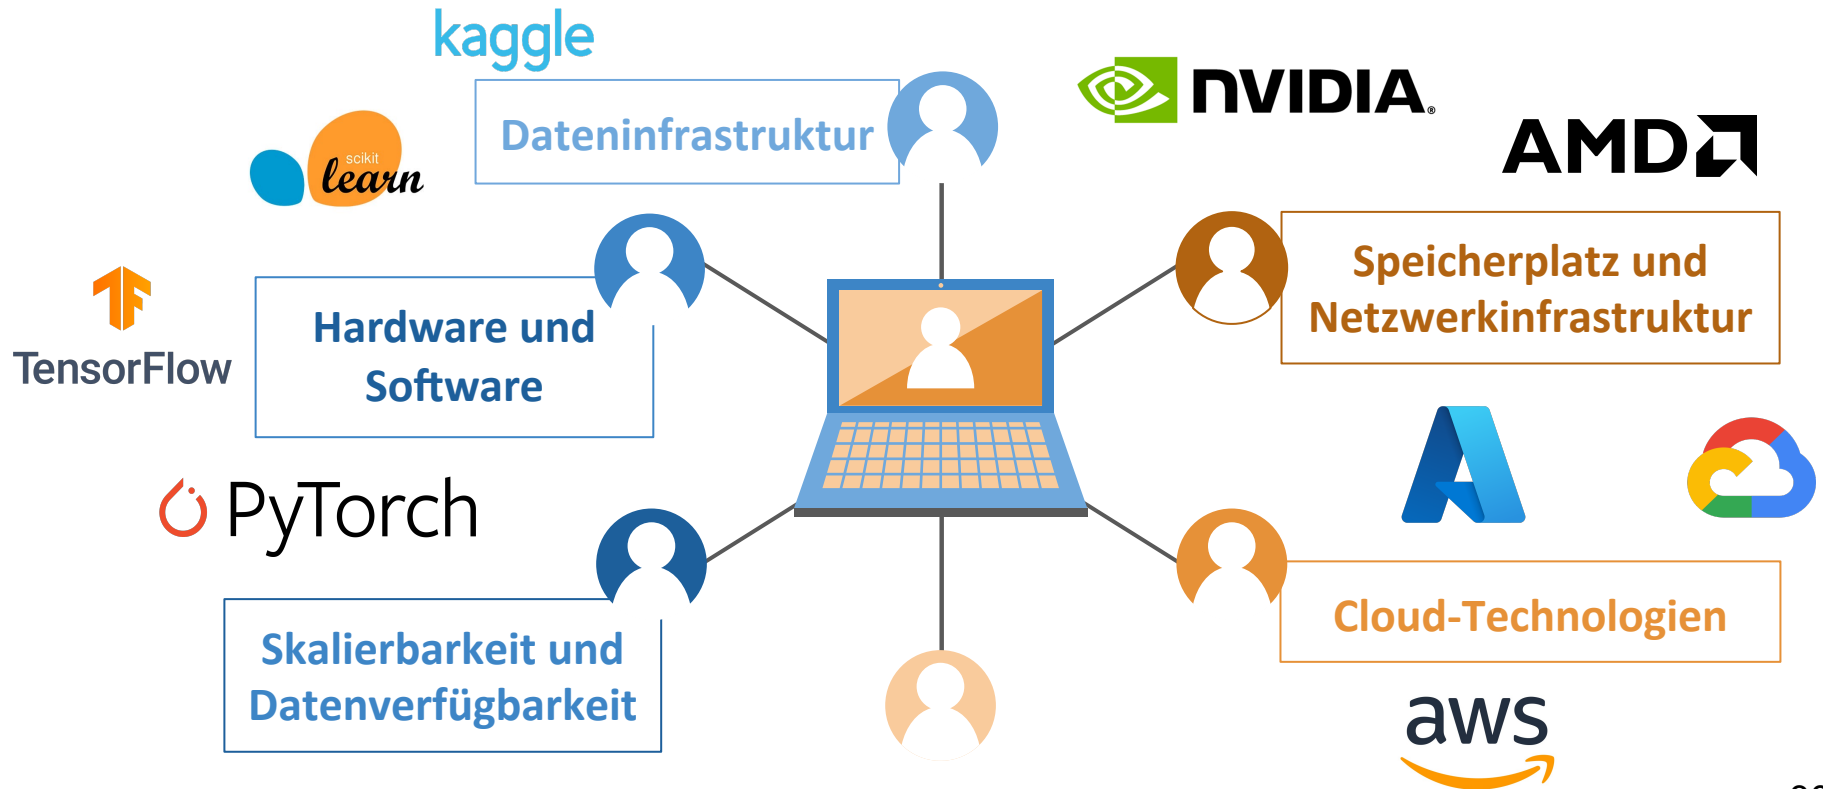 kaggle
Dateninfrastruktur
NVIDIA®
AMD
scikit
learn
Hardware und
Software
Speicherplatz und
Netzwerkinfrastruktur
TensorFlow
PyTorch
Skalierbarkeit und
Datenverfügbarkeit
Cloud-Technologien
aws